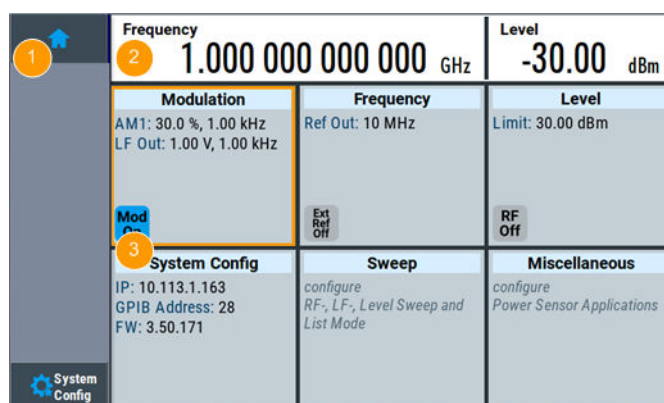 1
Frequency
2
1.000 000 000 000 GHz
Level
-30.00 dBm
Modulation
AM1: 30.0 %, 1.00 kHz
LF Out: 1.00 V, 1.00 kHz
Mod
Frequency
Ref Out: 10 MHz
Ext
Ref
Off
Level
Limit: 30.00 dBm
RF
Off
3
System Config
IP: 10.113.1.163
GPIB Address: 28
FW: 3.50.171
Sweep
configure
RF-, LF-, Level Sweep and
List Mode
Miscellaneous
configure
Power Sensor Applications
System
Config